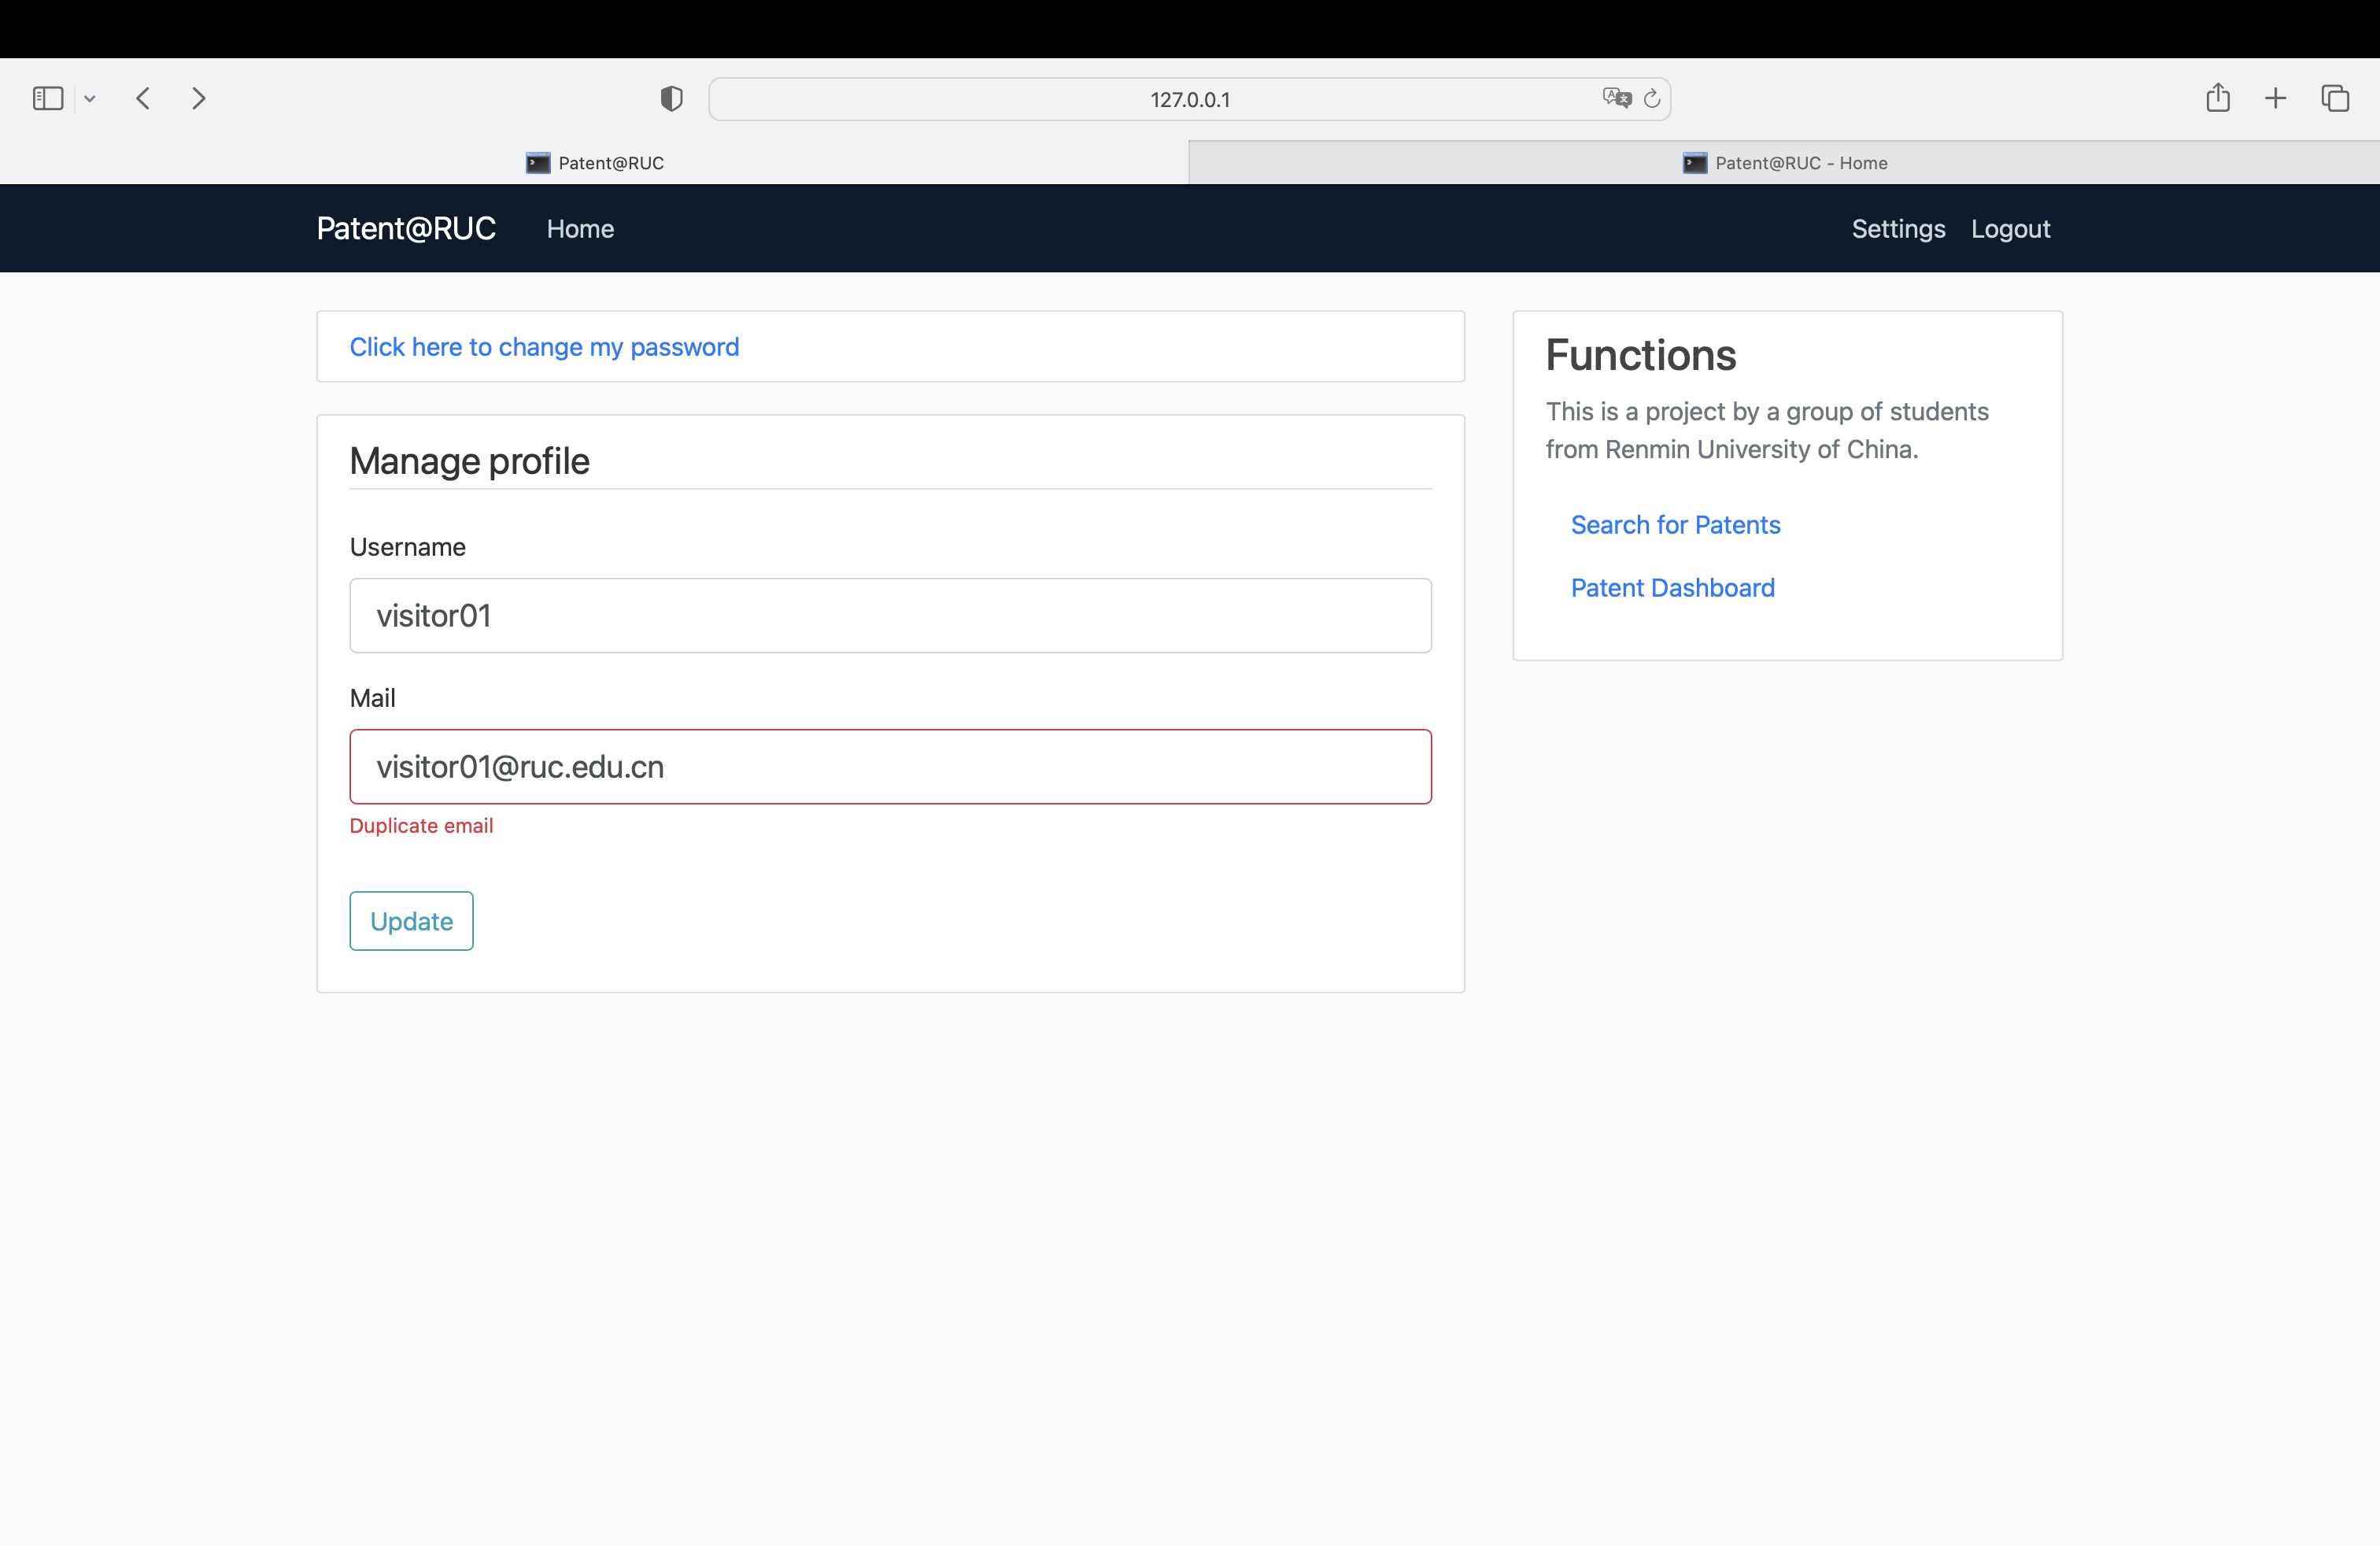 127.0.0.1
Patent@RUC
Patent@RUC - Home
Patent@RUC Home Settings Logout
Click here to change my password
Manage profile
Username
visitor01
Mail
visitor01@ruc.edu.cn
Duplicate email
Update
Functions
This is a project by a group of students
from Renmin University of China.
Search for Patents
Patent Dashboard